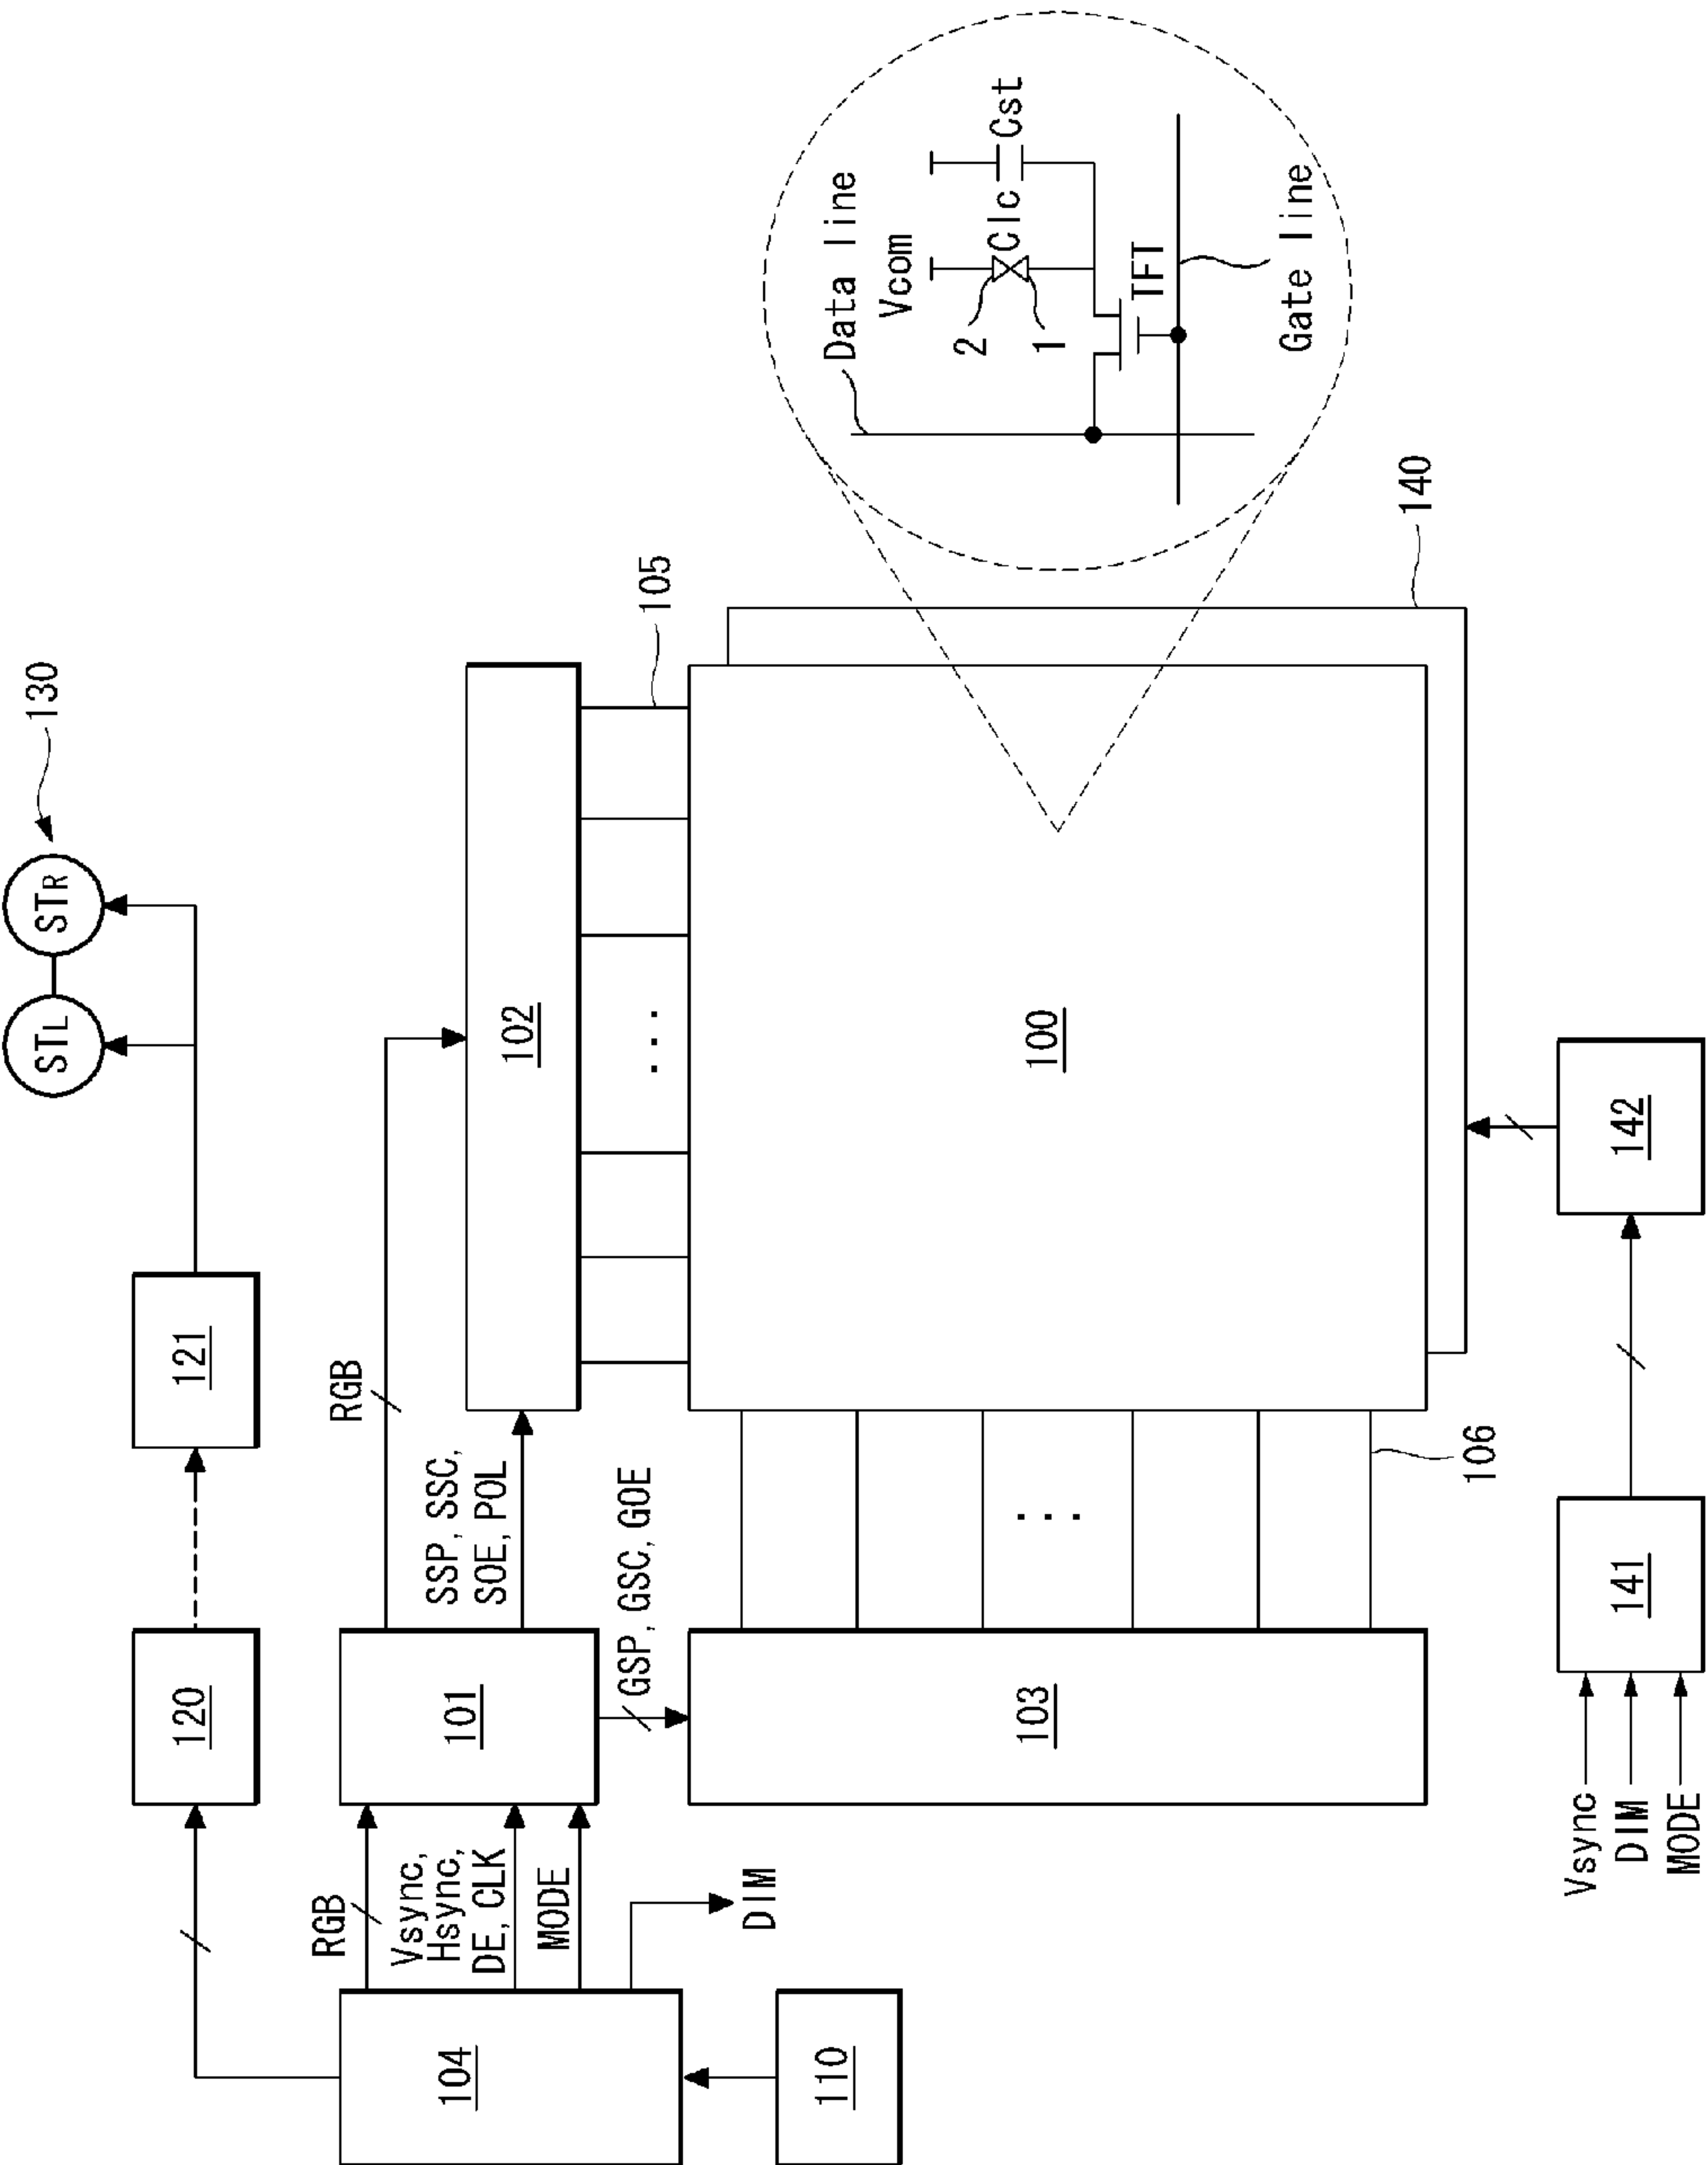 130
STL
STR
120
121
RGB
102
105
SSP, SSC,
SOE, POL
RGB
Vsync,
Hsync,
DE, CLK
MODE
104
101
GSP, GSC, GOE
DIM
110
103
106
100
140
Data line
Vcom
2
1
Clc
Cst
TFT
Gate line
Vsync
DIM
MODE
141
142